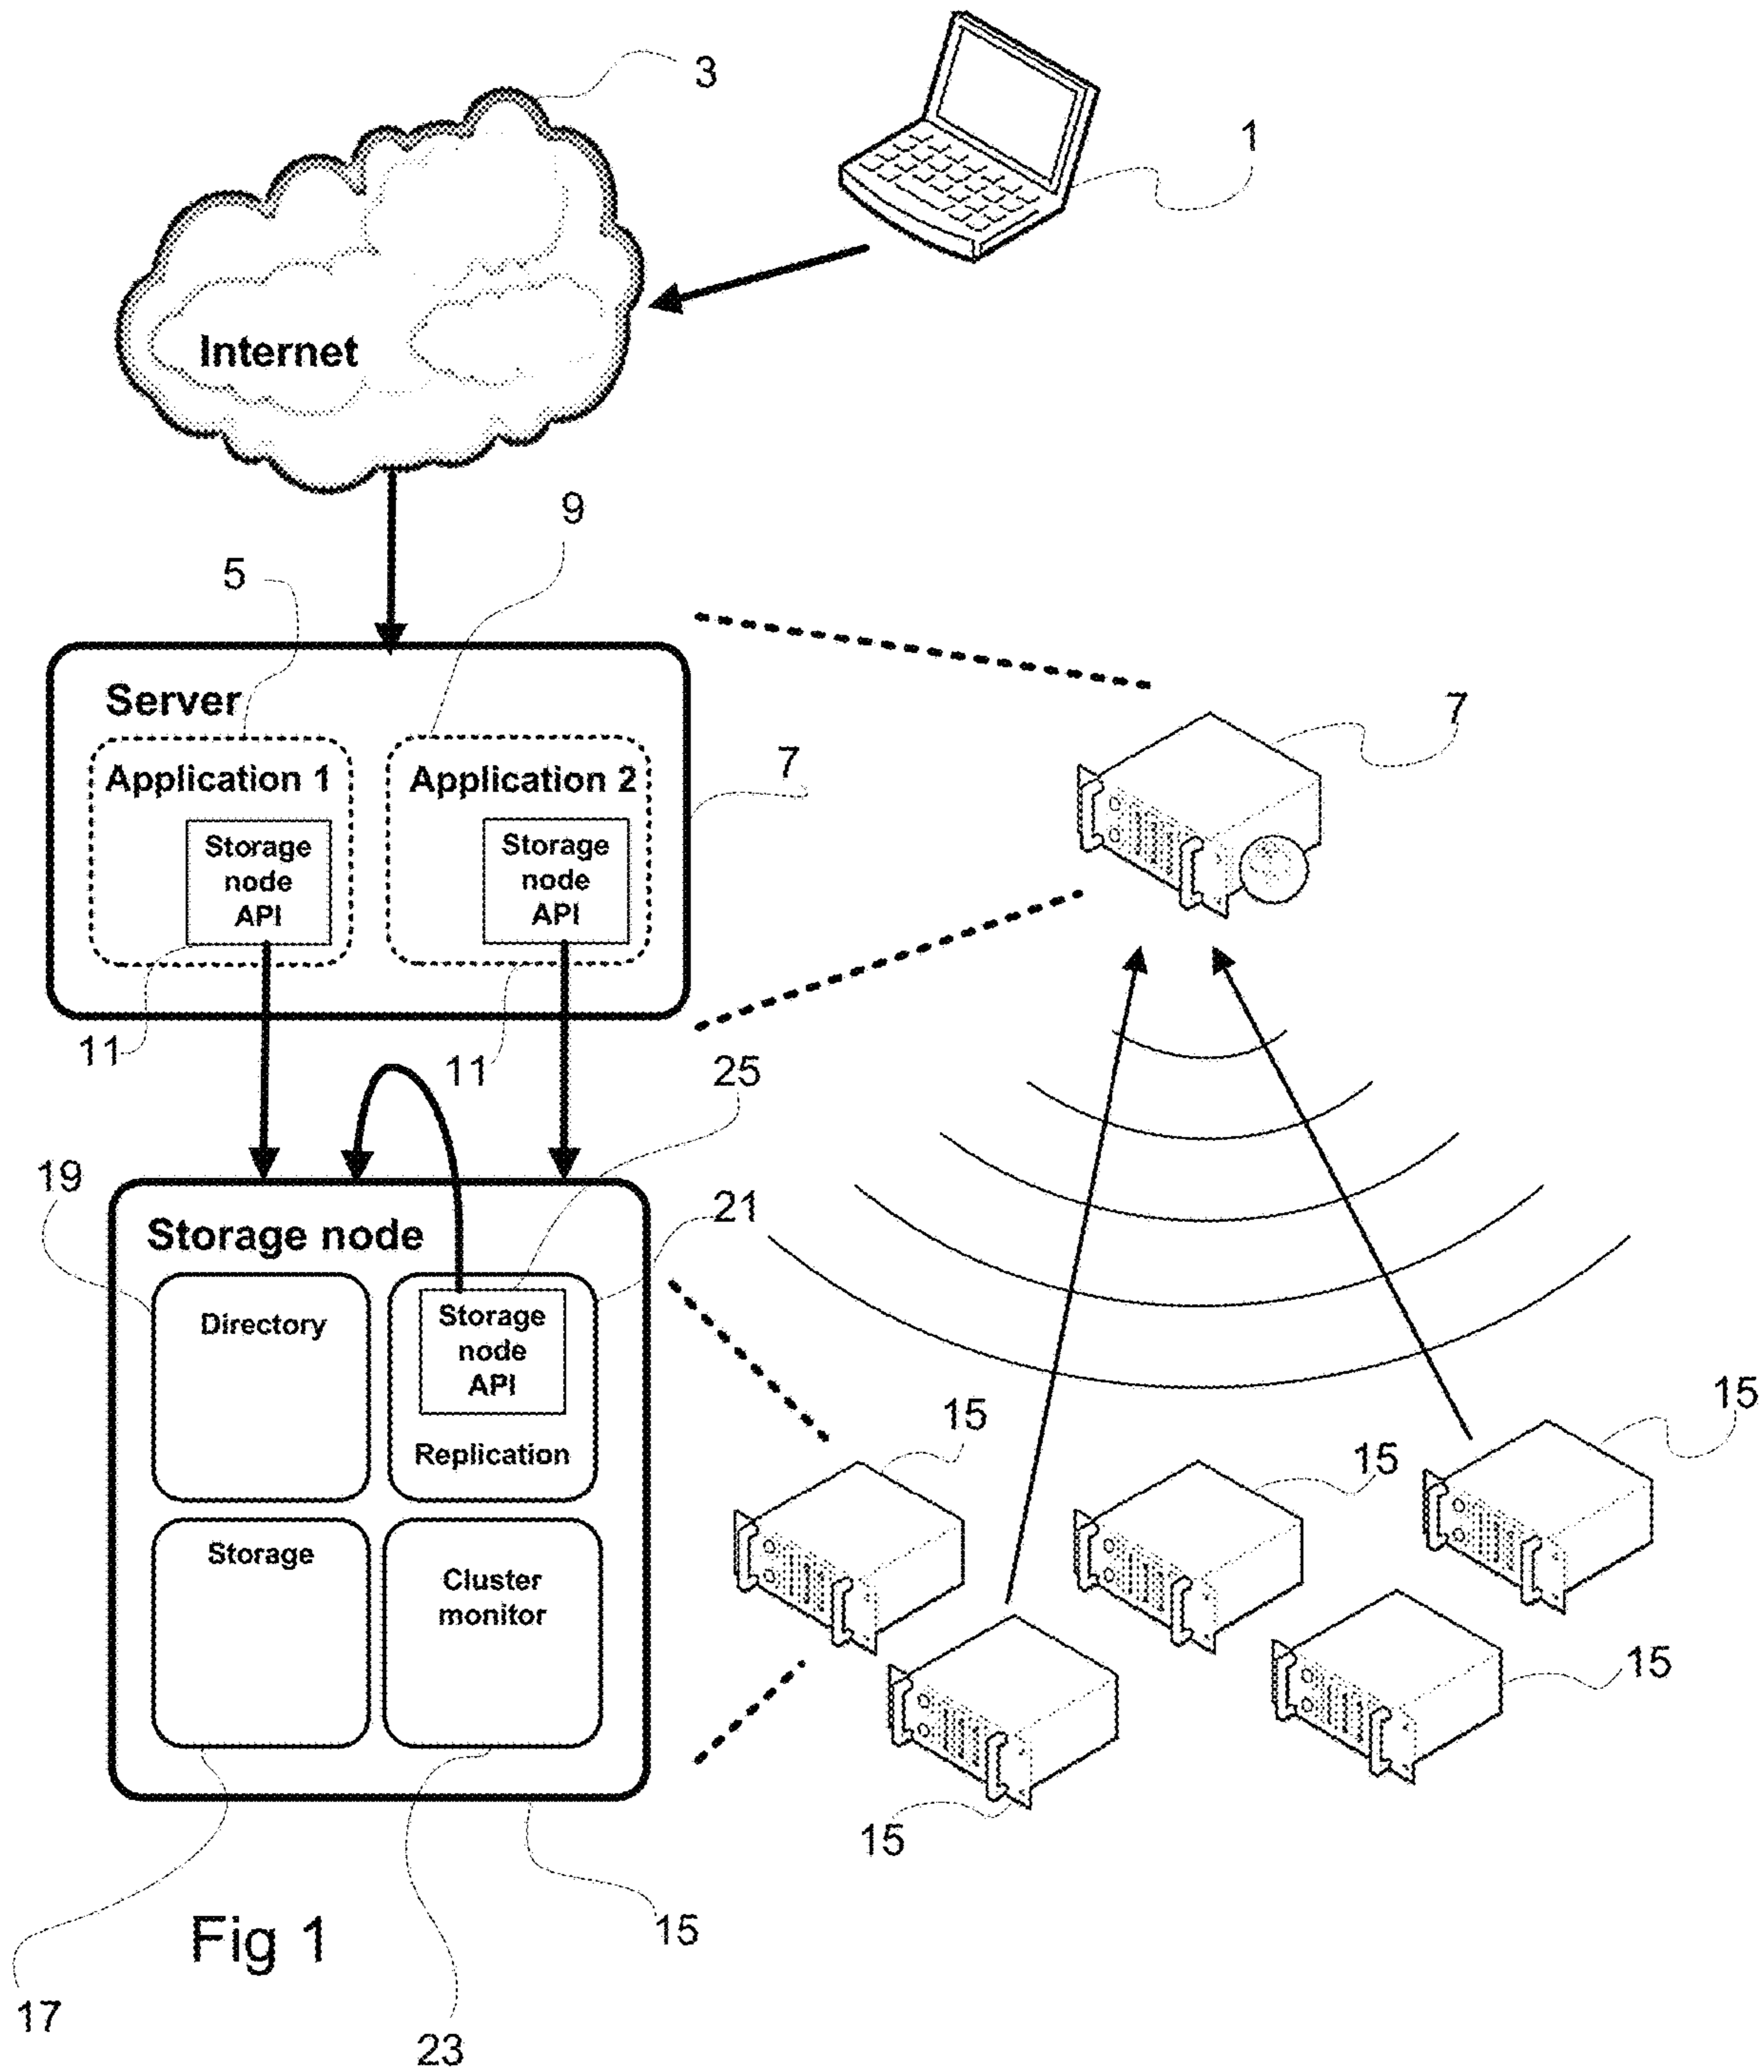 3
1
Internet
9
5
Server
7
7
Application 1
Application 2
Storage
node
API
Storage
node
API
11
11
25
19
21
Storage node
Directory
Storage
node
API
Replication
15
15
15
Storage
Cluster
monitor
15
15
15
Fig 1
17
23